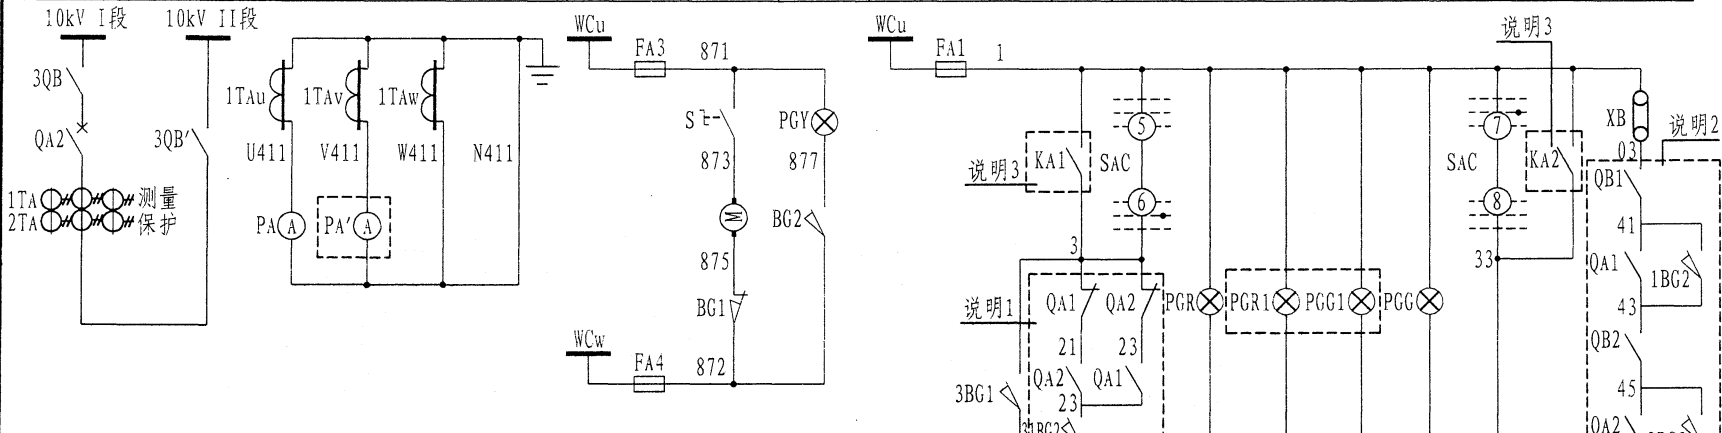 10kV I段
10kV II段
WCu
WCu
说明3
3QB
FA3
871
FA1
1
1TAu
1TAv
1TAw
S
PGY
5
7
XB
说明2
QA2
3QB'
U411
V411
W411
N411
873
877
KA1
SAC
SAC
KA2
03
说明3
QB1
1TA
测量
2TA
保护
PA
A
PA'
A
M
BG2
6
8
41
3
875
33
QA1
1BG2
BG1
说明1
QA1
QA2
PGR
PGR1
PGG1
PGG
43
WCw
21
23
QB2
FA4
872
QA2
QA1
45
3BG1
23
QA2